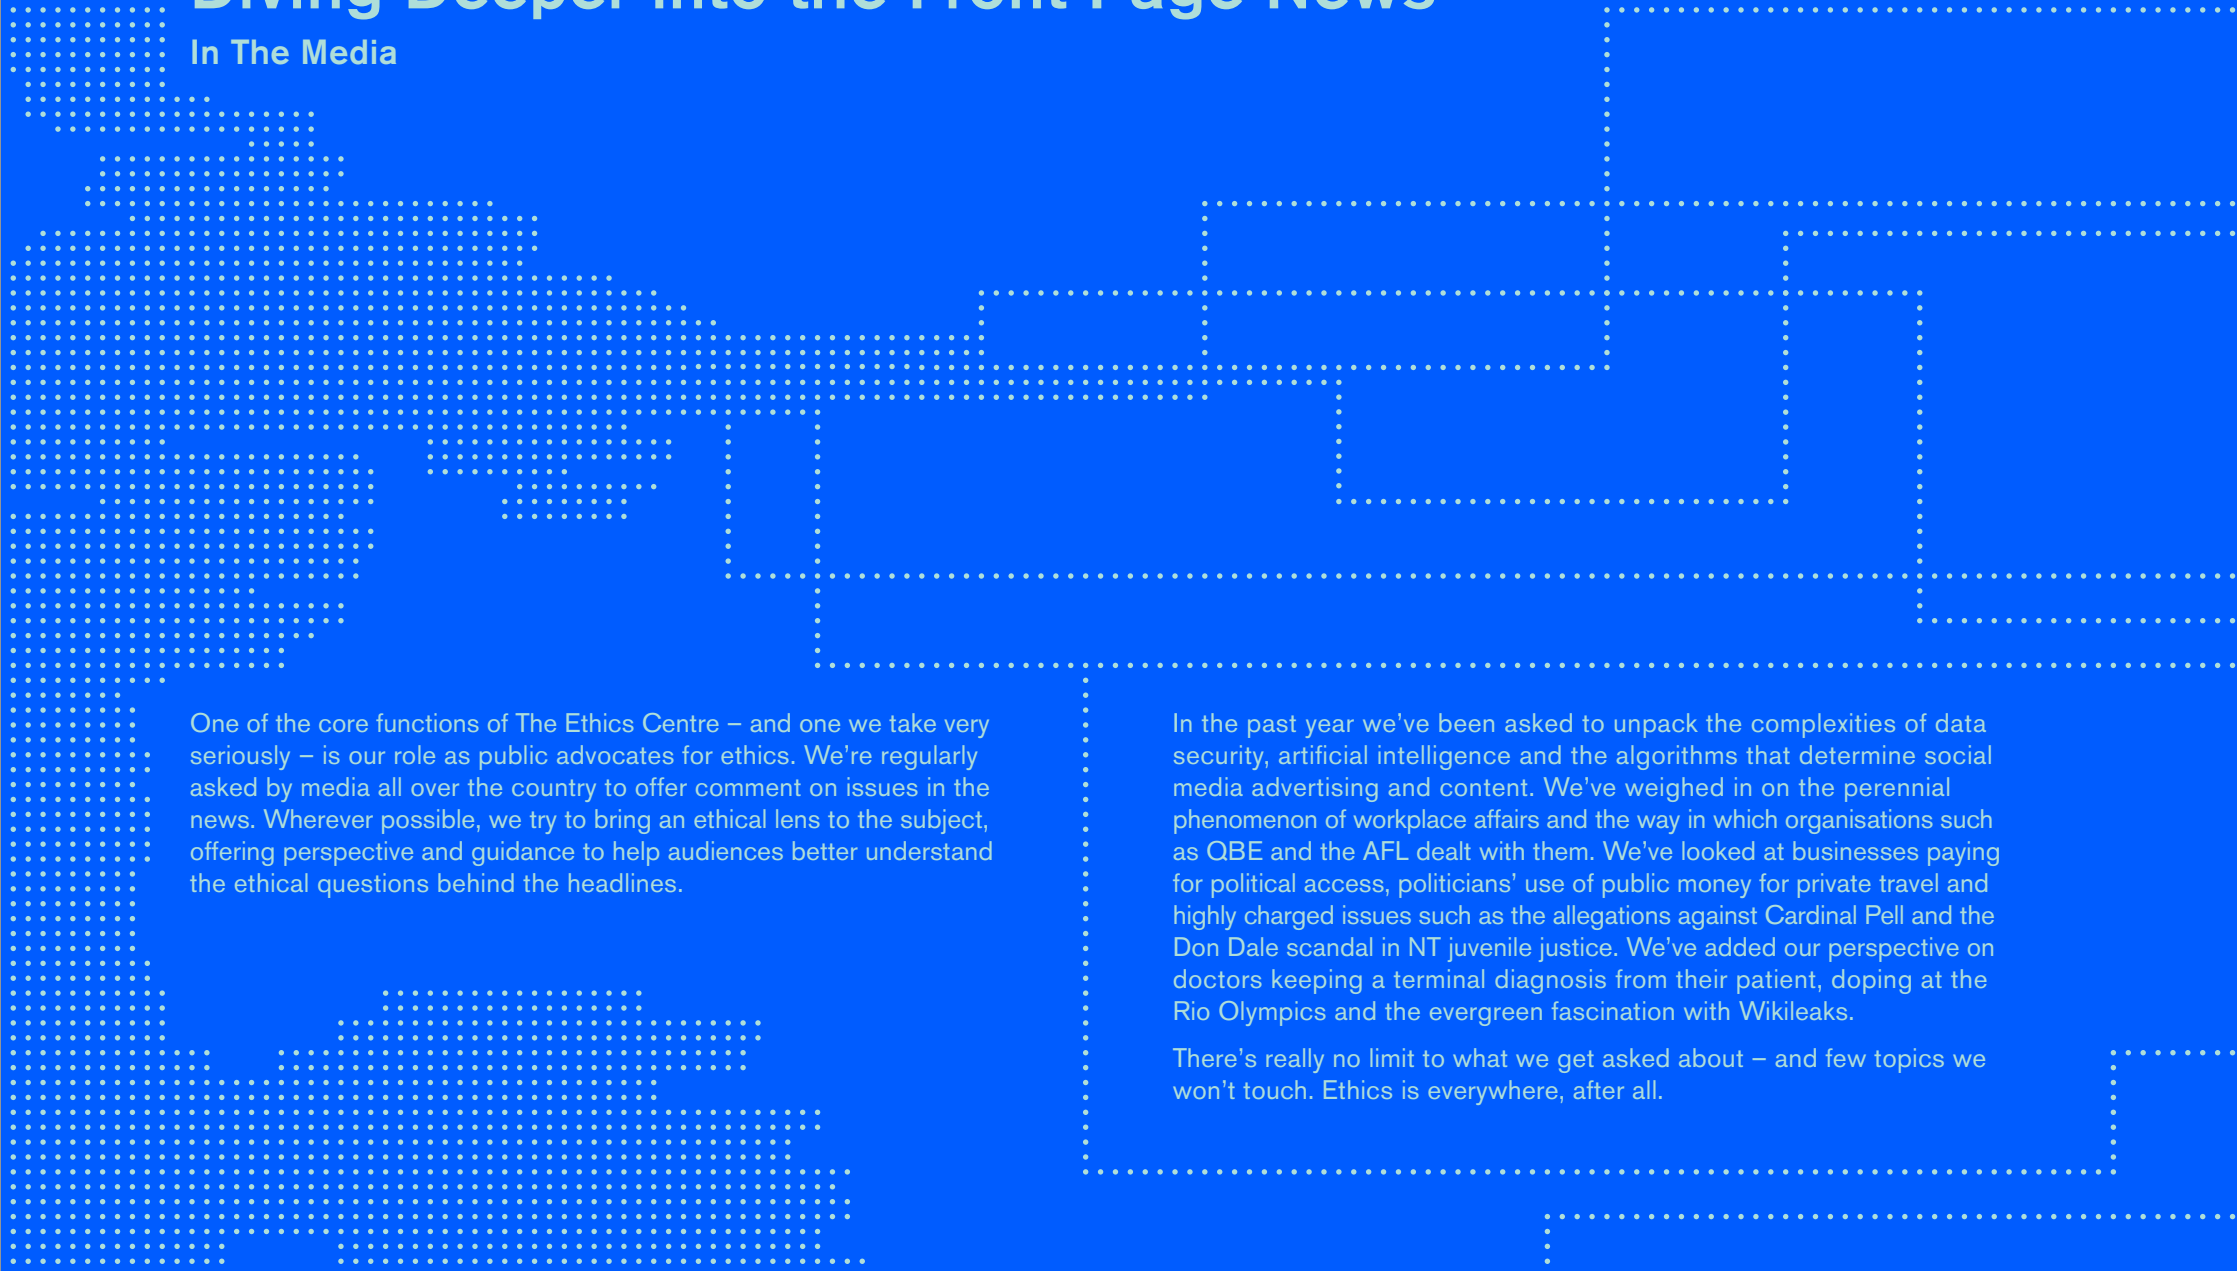 Diving Deeper Into the Front Page News
In The Media
One of the core functions of The Ethics Centre – and one we take very
seriously – is our role as public advocates for ethics. We’re regularly
asked by media all over the country to offer comment on issues in the
news. Wherever possible, we try to bring an ethical lens to the subject,
offering perspective and guidance to help audiences better understand
the ethical questions behind the headlines.
In the past year we’ve been asked to unpack the complexities of data
security, artificial intelligence and the algorithms that determine social
media advertising and content. We’ve weighed in on the perennial
phenomenon of workplace affairs and the way in which organisations such
as QBE and the AFL dealt with them. We’ve looked at businesses paying
for political access, politicians’ use of public money for private travel and
highly charged issues such as the allegations against Cardinal Pell and the
Don Dale scandal in NT juvenile justice. We’ve added our perspective on
doctors keeping a terminal diagnosis from their patient, doping at the
Rio Olympics and the evergreen fascination with Wikileaks.
There’s really no limit to what we get asked about – and few topics we
won’t touch. Ethics is everywhere, after all.